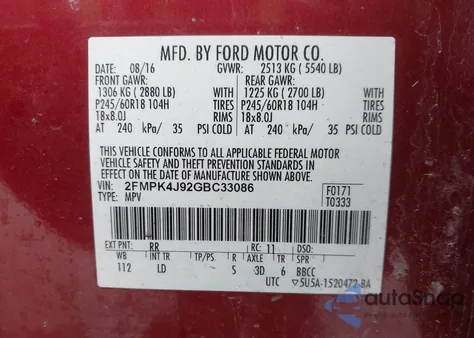 MFD. BY FORD MOTOR CO.
DATE: 08/16 GVWR: 2513 KG ( 5540 LB)
FRONT GAWR: REAR GAWR:
1306 KG ( 2880 LB) WITH 1225 KG ( 2700 LB) WITH
P245/60R18 104H TIRES P245/60R18 104H TIRES
18x8.0J RIMS 18x8.0J RIMS
AT 240 kPa/ 35 PSI COLD AT 240 kPa/ 35 PSI COLD
THIS VEHICLE CONFORMS TO ALL APPLICABLE FEDERAL MOTOR
VEHICLE SAFETY AND THEFT PREVENTION STANDARDS IN
EFFECT ON THE DATE OF MANUFACTURE SHOWN ABOVE.
VIN: 2FMPK4J92GBC33086 F0171
TYPE: MPV T0333
EXT PNT: RR RC: 11 DSO:
WB INT TR TP/PS R AXLE TR SPR
112 LD S 3D 6 BBCC
UTC 5U5A-1520472-BA
autoSnap